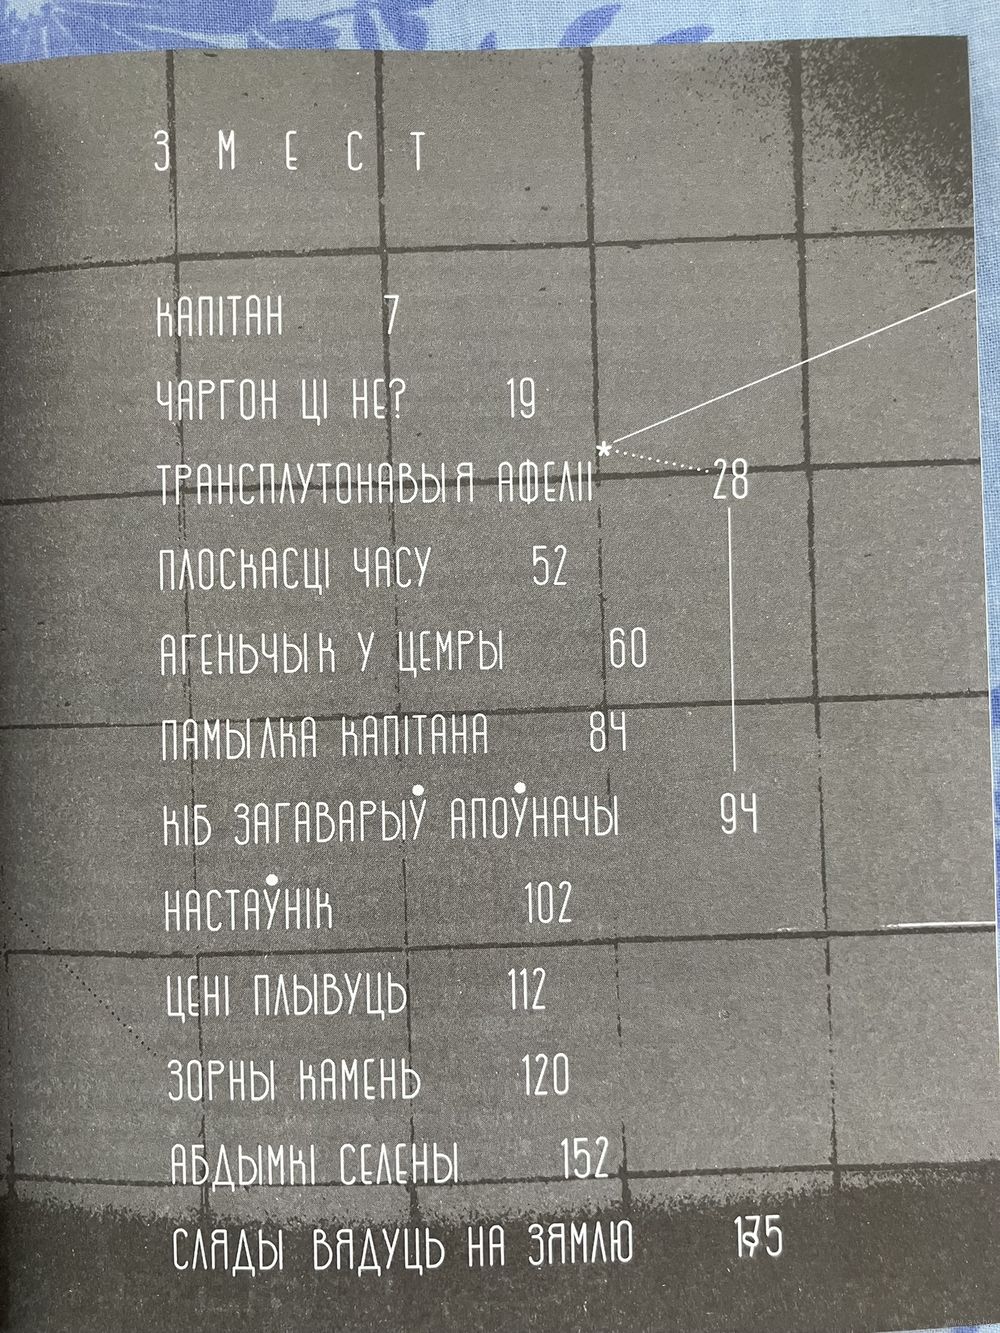 ЗМЕСТ
КАПІТАН 7
ЧАРГОН ЦІ НЕ? 19
ТРАНСПЛУТОНАВЫЯ АФЕЛІІ 28
ПЛОСКАСЦІ ЧАСУ 52
АГЕНЬЧЫК У ЦЕМРЫ 60
ПАМЫЛКА КАПІТАНА 84
КІБ ЗАГАВАРЫЎ АПОЎНАЧЫ 94
НАСТАЎНІК 102
ЦЕНІ ПЛЫВУЦЬ 112
ЗОРНЫ КАМЕНЬ 120
АБДЫМКІ СЕЛЕНЫ 152
СЛЯДЫ ВЯДУЦЬ НА ЗЯМЛЮ